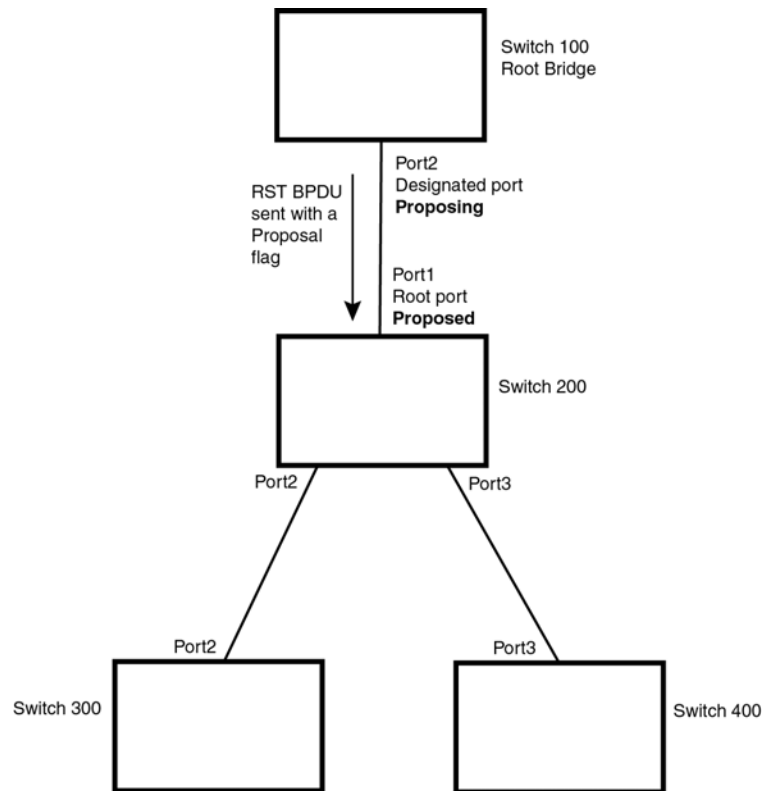 Switch 100
Root Bridge
Port2
Designated port
Proposing
RST BPDU
sent with a
Proposal
flag
Port1
Root port
Proposed
Switch 200
Port2
Port3
Port2
Port3
Switch 300
Switch 400